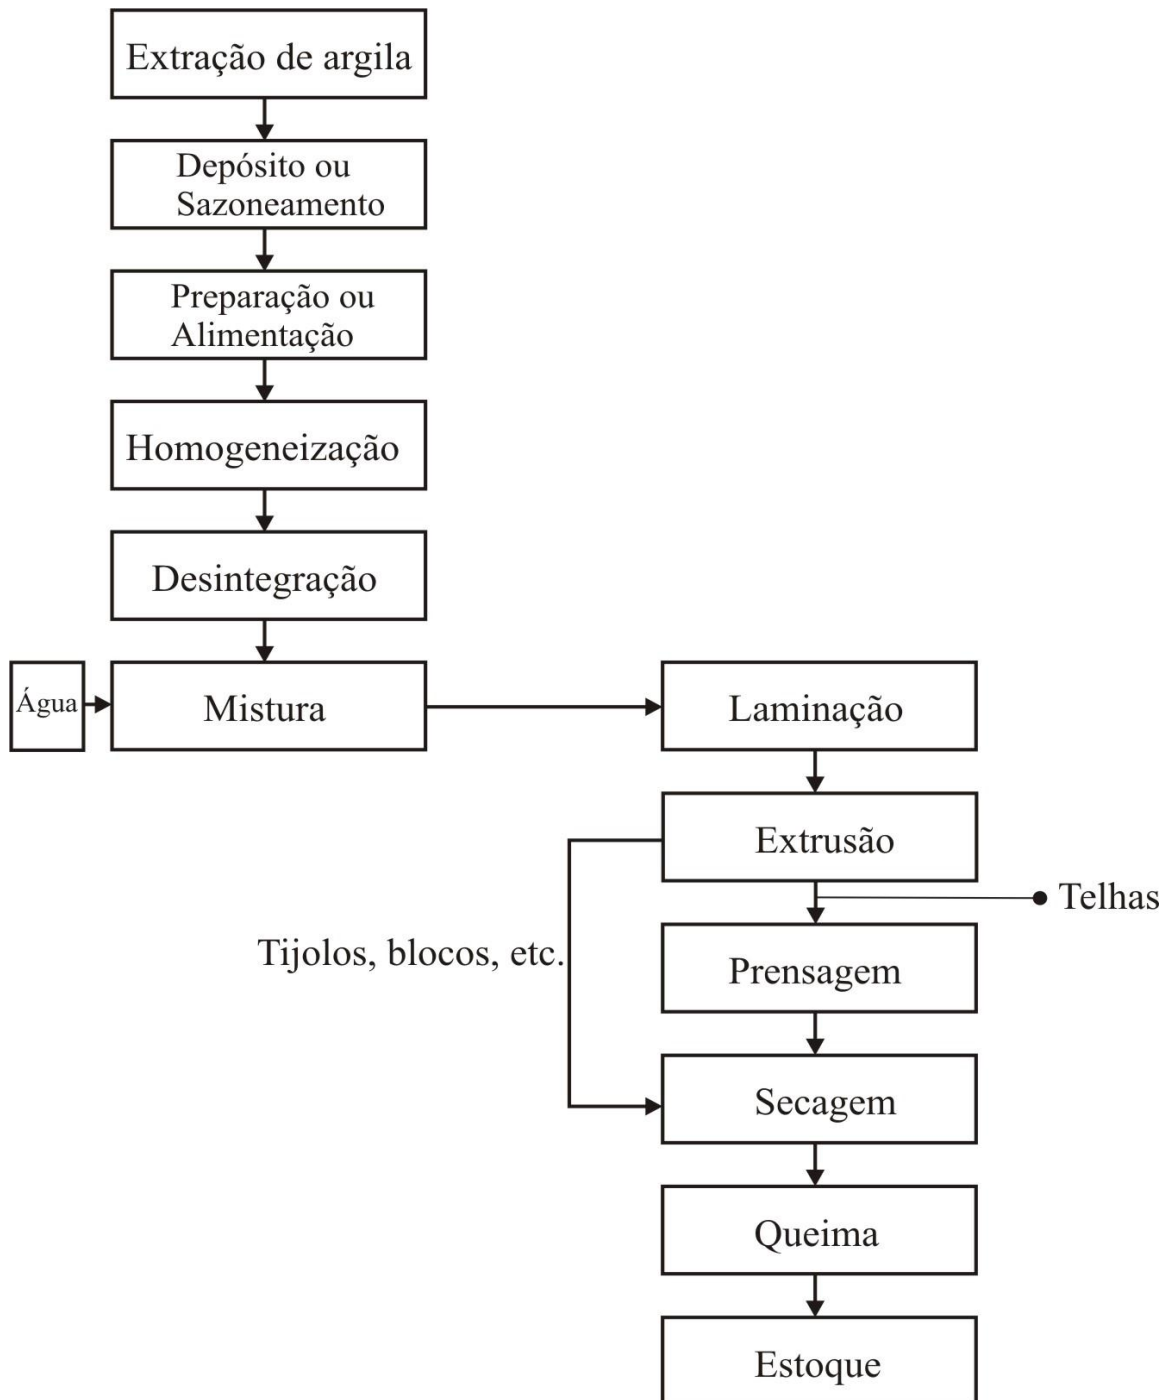 Extração de argila
Depósito ou
Sazoneamento
Preparação ou
Alimentação
Homogeneização
Desintegração
Água
Mistura
Laminação
Extrusão
Telhas
Tijolos, blocos, etc.
Prensagem
Secagem
Queima
Estoque